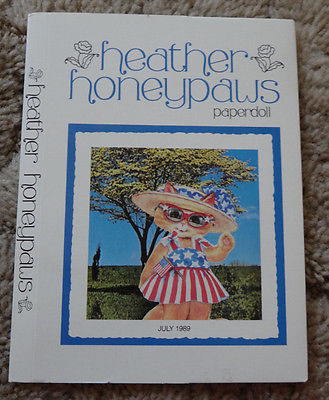 heather
honeypaws
paperdoll
heather honeypaws
JULY 1989